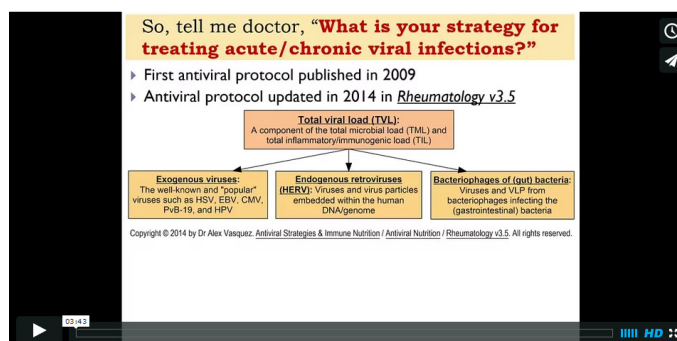 So, tell me doctor, “What is your strategy for
treating acute/chronic viral infections?”
First antiviral protocol published in 2009
Antiviral protocol updated in 2014 in Rheumatology v3.5
Total viral load (TVL):
A component of the total microbial load (TML) and
total inflammatory/immunogenic load (TIL)
Exogenous viruses:
The well-known and "popular"
viruses such as HSV, EBV, CMV,
PvB-19, and HPV
Endogenous retroviruses
(HERV): Viruses and virus particles
embedded within the human
DNA/genome
Bacteriophages of (gut) bacteria:
Viruses and VLP from
bacteriophages infecting the
(gastrointestinal) bacteria
Copyright © 2014 by Dr Alex Vasquez. Antiviral Strategies & Immune Nutrition / Antiviral Nutrition / Rheumatology v3.5. All rights reserved.
03:43
HD